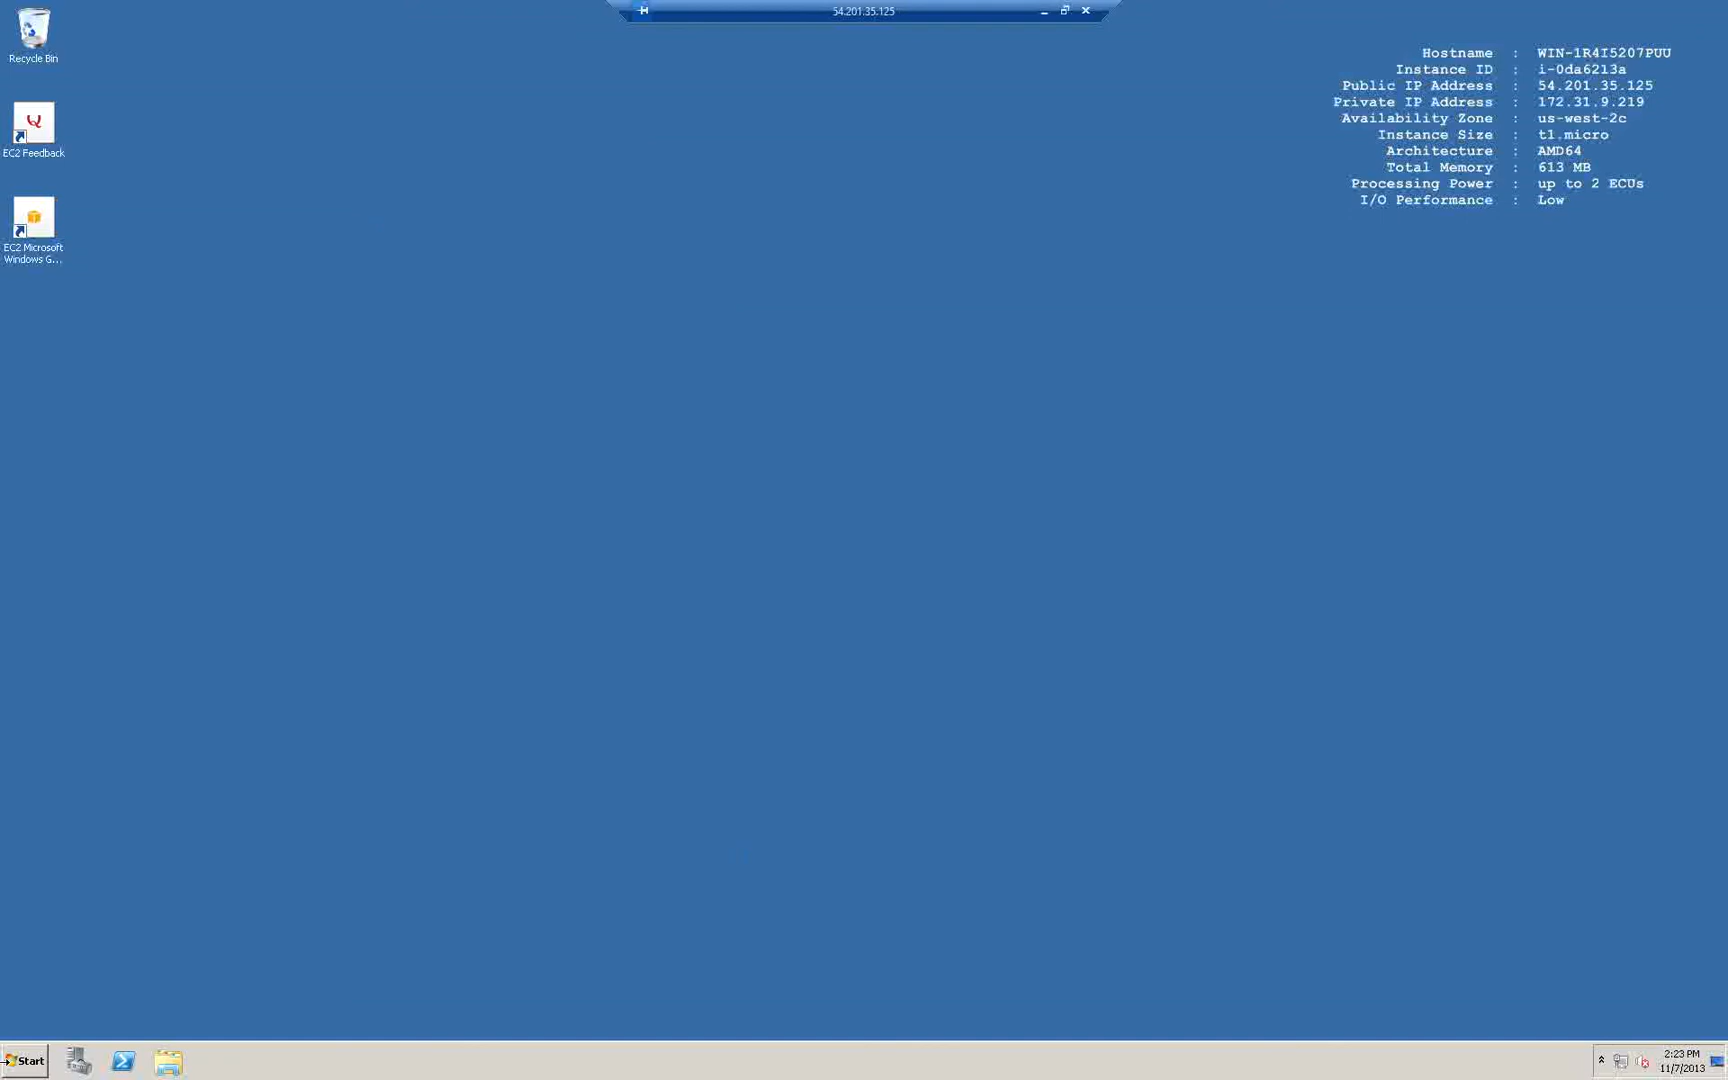 54.201.35.125
Recycle Bin
EC2 Feedback
EC2 Microsoft
Windows G...
Hostname : WIN-1R4I5207PUU
Instance ID : i-0da6213a
Public IP Address : 54.201.35.125
Private IP Address : 172.31.9.219
Availability Zone : us-west-2c
Instance Size : t1.micro
Architecture : AMD64
Total Memory : 613 MB
Processing Power : up to 2 ECUs
I/O Performance : Low
Start
2:23 PM
11/7/2013